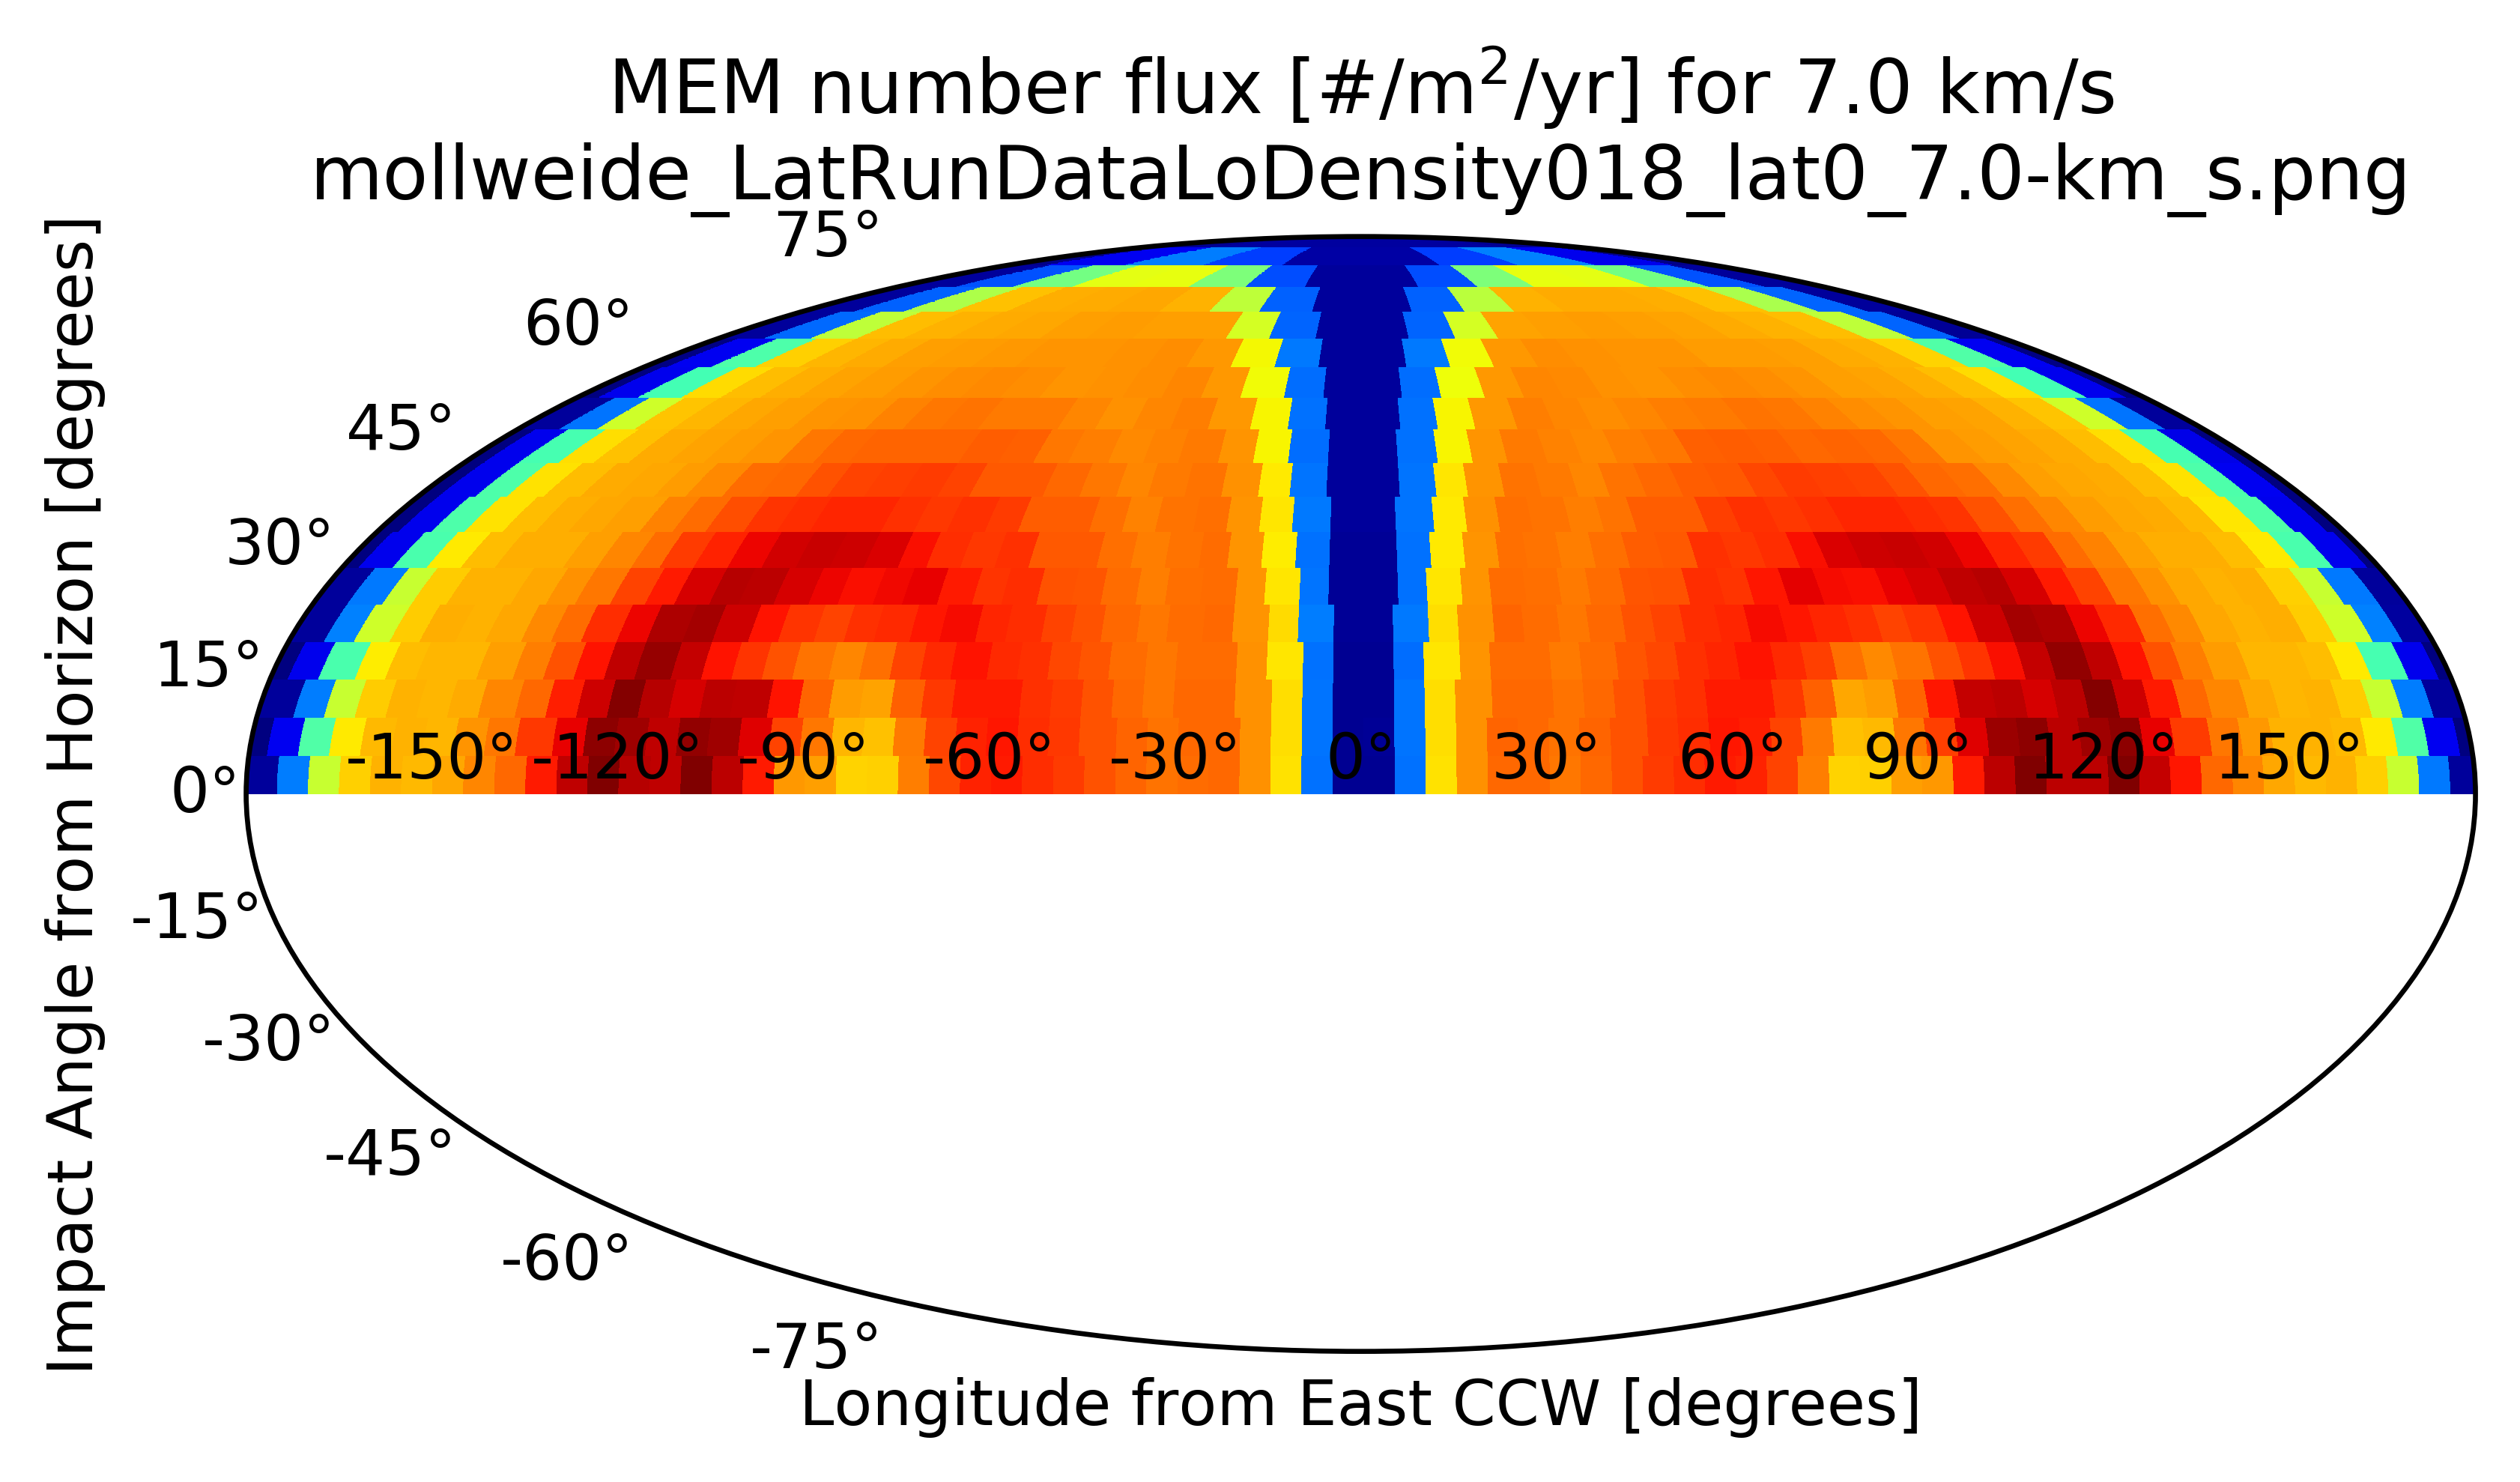 MEM number flux [#/m²/yr] for 7.0 km/s
mollweide_LatRunDataLoDensity018_lat0_7.0-km_s.png
Impact Angle from Horizon [degrees]
75°
60°
45°
30°
15°
0°
-15°
-30°
-45°
-60°
-75°
-150° -120° -90° -60° -30° 0° 30° 60° 90° 120° 150°
Longitude from East CCW [degrees]